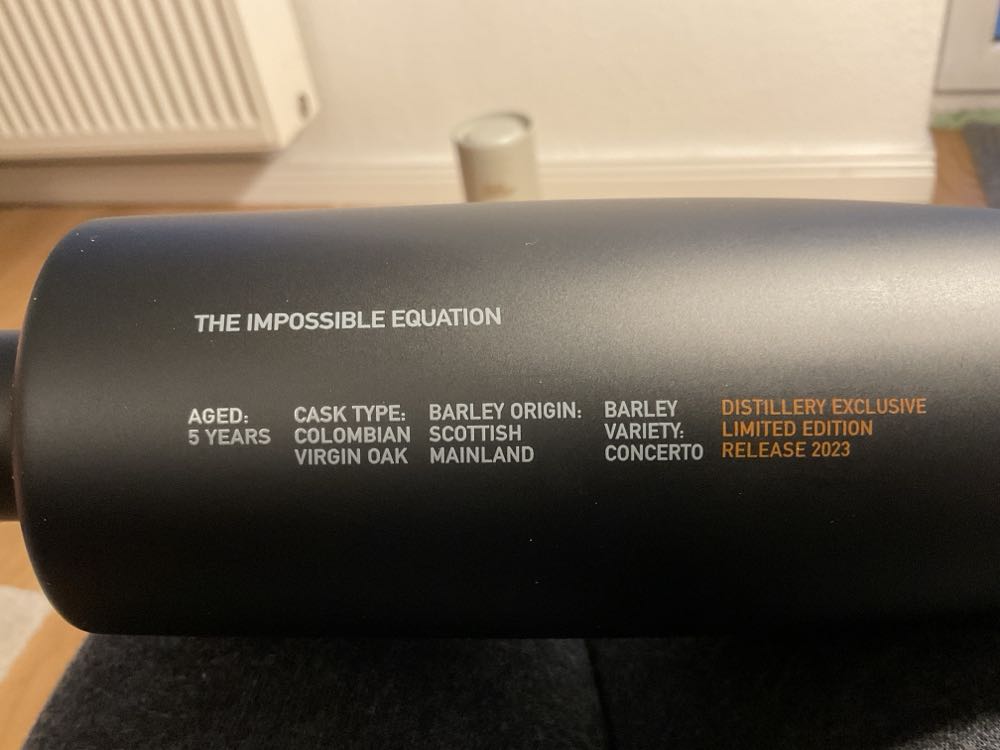 THE IMPOSSIBLE EQUATION
AGED:
5 YEARS
CASK TYPE:
COLOMBIAN
VIRGIN OAK
BARLEY ORIGIN:
SCOTTISH
MAINLAND
BARLEY
VARIETY:
CONCERTO
DISTILLERY EXCLUSIVE
LIMITED EDITION
RELEASE 2023